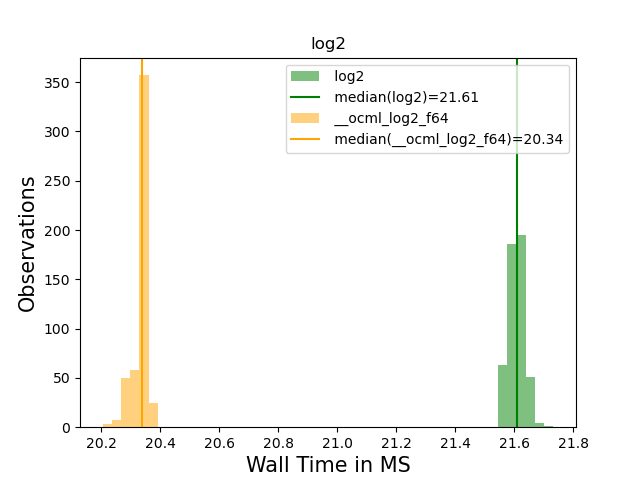 log2
log2
median(log2)=21.61
__ocml_log2_f64
median(__ocml_log2_f64)=20.34
350
300
250
200
150
100
50
0
Observations
20.2 20.4 20.6 20.8 21.0 21.2 21.4 21.6 21.8
Wall Time in MS